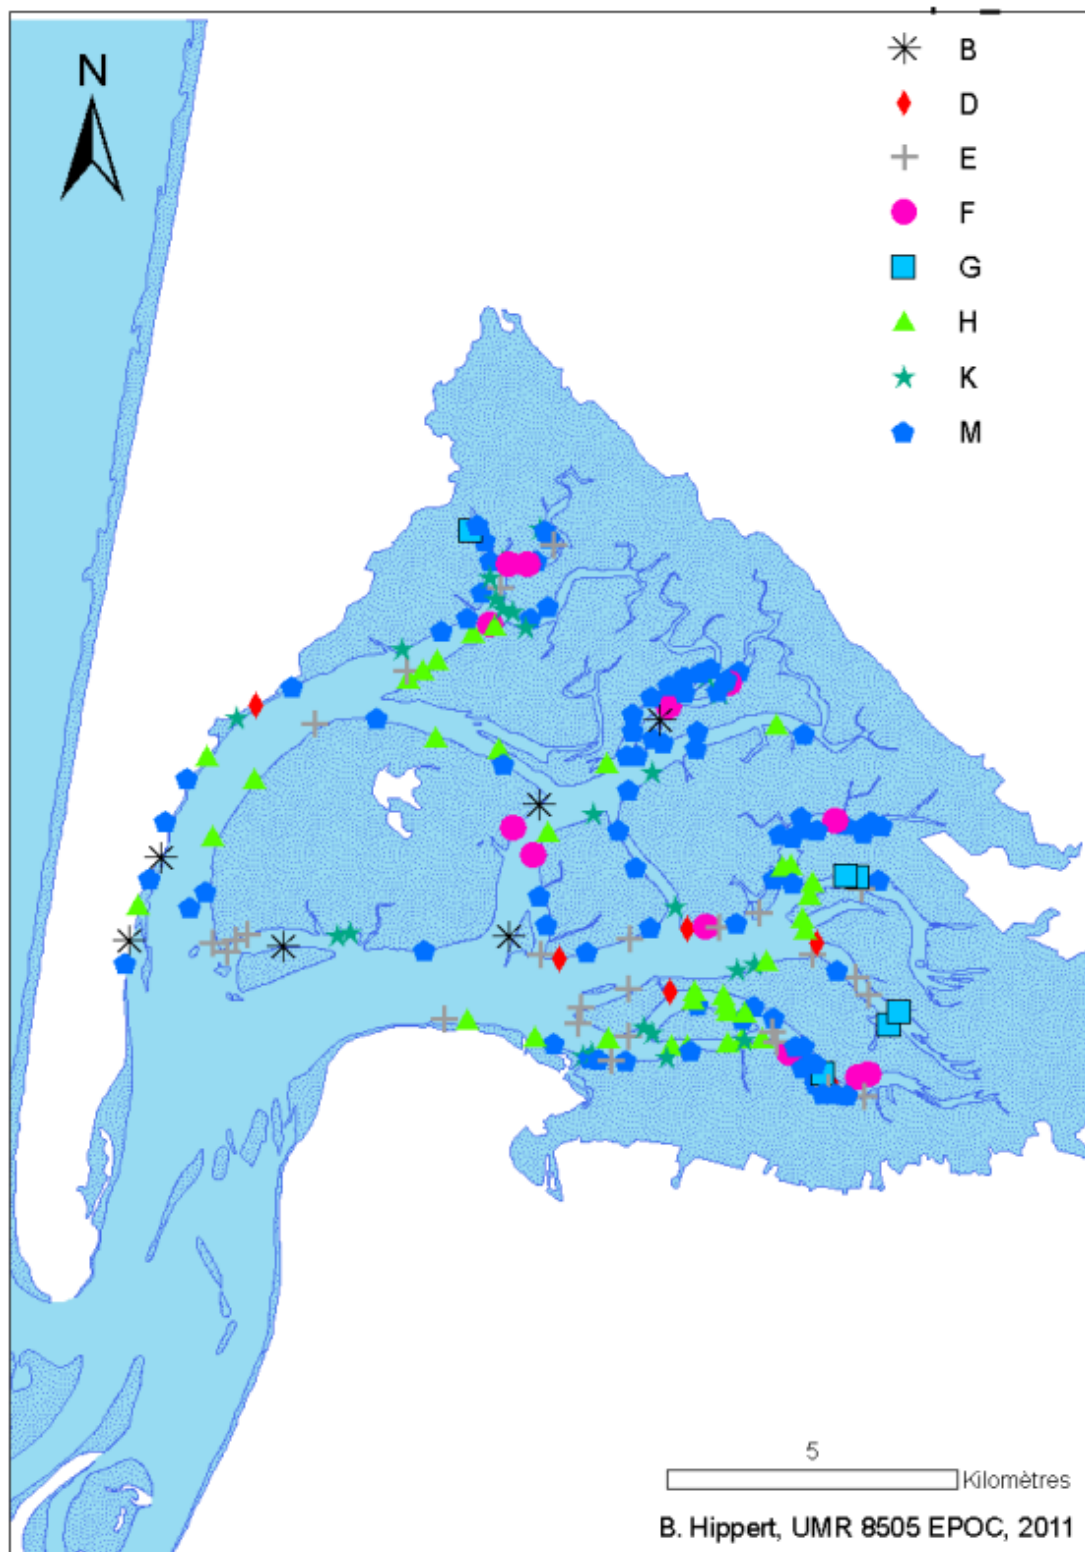 N
B
D
E
F
G
H
K
M
5
Kilomètres
B. Hippert, UMR 8505 EPOC, 2011